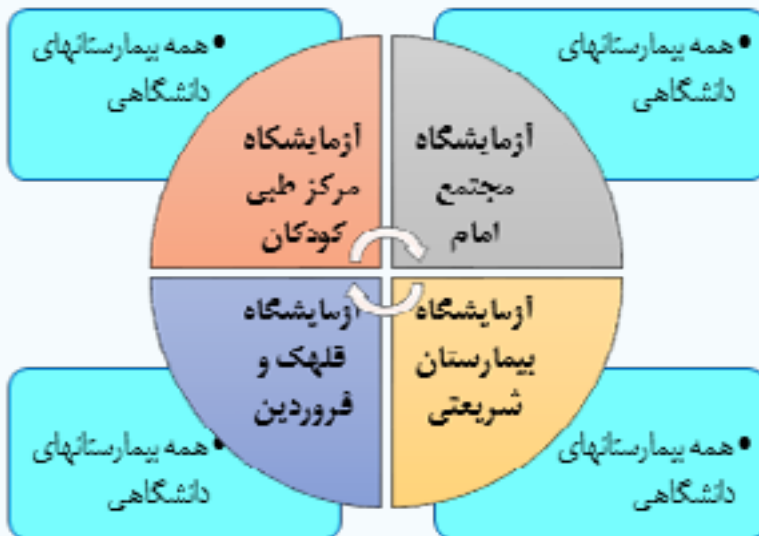 • همه بیمارستانهای
دانشگاهی
• همه بیمارستانهای
دانشگاهی
آزمایشگاه
مجتمع
امام
آزمایشکاه
مرکز طبی
کودکان
آزمایشگاه
بیمارستان
شریعتی
آزمایشگاه
قلهک و
فروردین
• همه بیمارستانهای
دانشگاهی
• همه بیمارستانهای
دانشگاهی